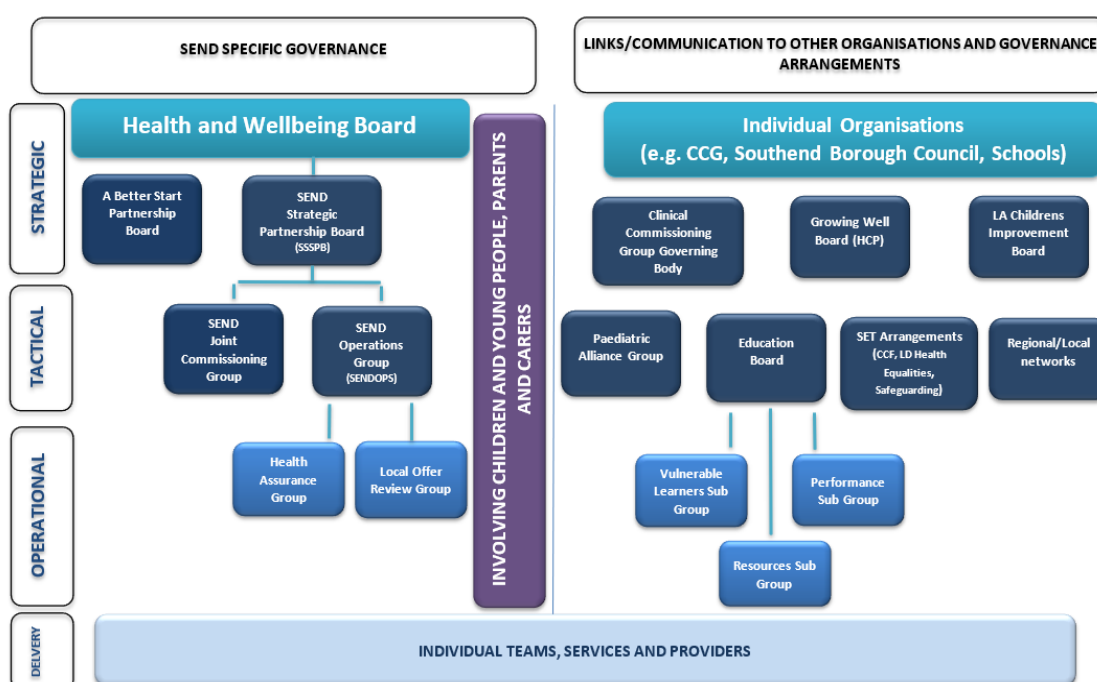 SEND SPECIFIC GOVERNANCE
LINKS/COMMUNICATION TO OTHER ORGANISATIONS AND GOVERNANCE
ARRANGEMENTS
STRATEGIC
Health and Wellbeing Board
Individual Organisations
(e.g. CCG, Southend Borough Council, Schools)
A Better Start
Partnership
Board
SEND
Strategic
Partnership Board
(SSSPB)
INVOLVING CHILDREN AND YOUNG PEOPLE, PARENTS
AND CARERS
Clinical
Commissioning
Group Governing
Body
Growing Well
Board (HCP)
LA Childrens
Improvement
Board
TACTICAL
SEND
Joint
Commissioning
Group
SEND
Operations
Group
(SENDOPS)
Paediatric
Alliance Group
Education
Board
SET Arrangements
(CCF, LD Health
Equalities,
Safeguarding)
Regional/Local
networks
OPERATIONAL
Health
Assurance
Group
Local Offer
Review Group
Vulnerable
Learners Sub
Group
Performance
Sub Group
Resources Sub
Group
DELVERY
INDIVIDUAL TEAMS, SERVICES AND PROVIDERS